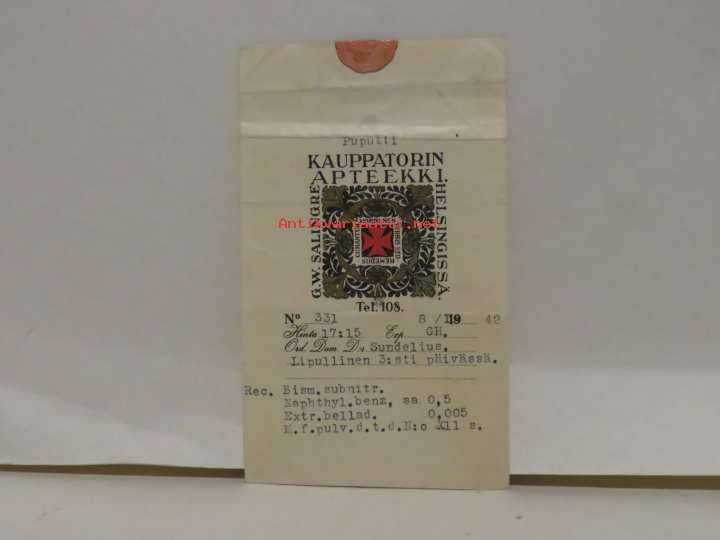 Puputti
KAUPPATORIN
APTEEKKI.
G.W. SALINGRE.
HELSINGISSÄ.
Antikvariaatti.net
REMEDIIS
Tel. 108.
No 331 8/ 19 42
Hinta 17:15 Exp. GH.
Ord. Dom. Dr Sundelius.
Lipullinen 3:sti päivässä.
Rec. Bism.subnitr.
Naphthyl.benz, aa 0,5
Extr.bellad. 0,005
M.f.pulv.d.t.d.N:o XII s.